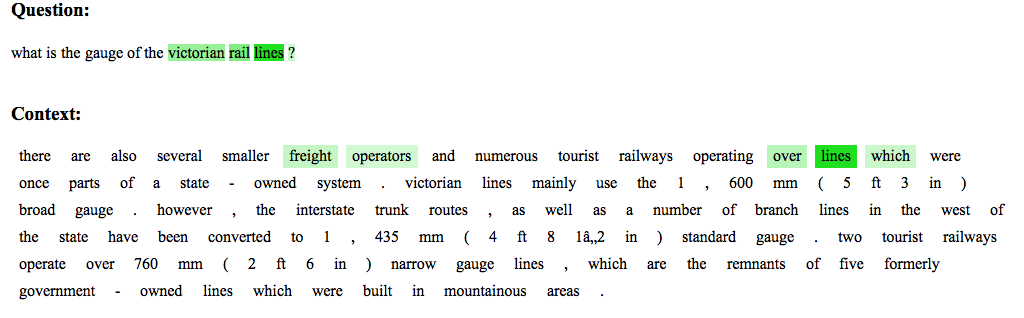 Question:
what is the gauge of the victorian rail lines ?
Context:
there are also several smaller freight operators and numerous tourist railways operating over lines which were
once parts of a state - owned system . victorian lines mainly use the 1 , 600 mm ( 5 ft 3 in )
broad gauge . however , the interstate trunk routes , as well as a number of branch lines in the west of
the state have been converted to 1 , 435 mm ( 4 ft 8 1â„2 in ) standard gauge . two tourist railways
operate over 760 mm ( 2 ft 6 in ) narrow gauge lines , which are the remnants of five formerly
government - owned lines which were built in mountainous areas .